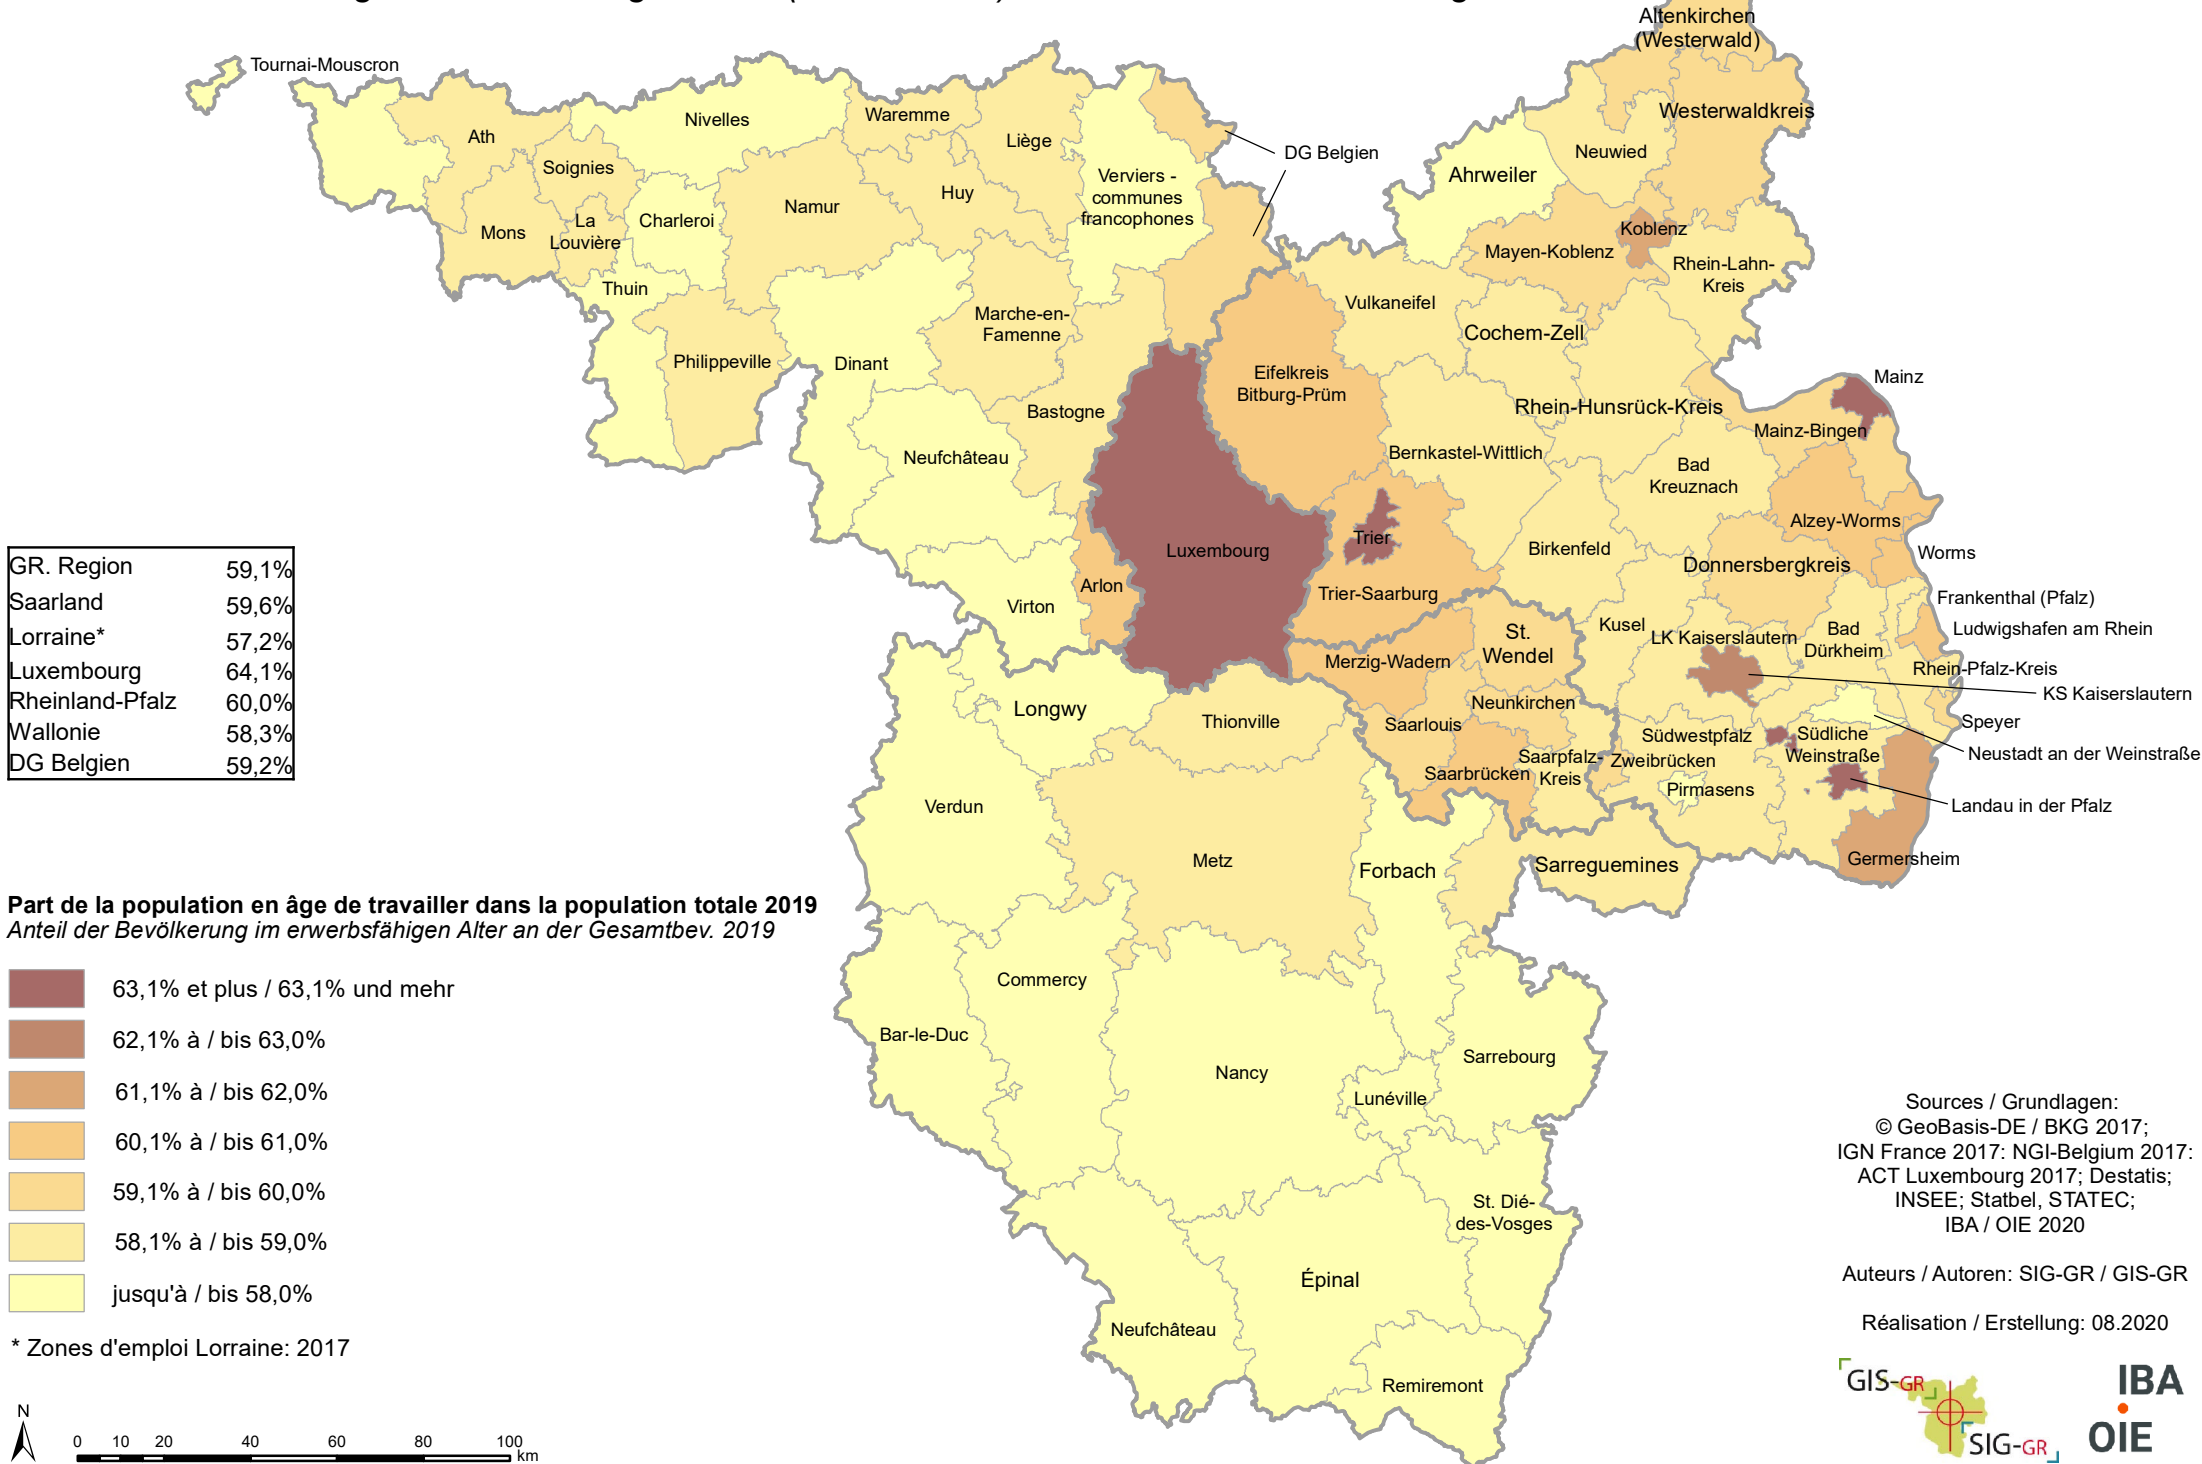 Altenkirchen
(Westerwald)
Tournai-Mouscron
Westerwaldkreis
Nivelles
Waremme
Ath
Liège
Neuwied
DG Belgien
Soignies
Ahrweiler
Verviers -
communes
francophones
Huy
Namur
Charleroi
La
Louvière
Mons
Koblenz
Mayen-Koblenz
Rhein-Lahn-
Kreis
Thuin
Vulkaneifel
Marche-en-
Famenne
Cochem-Zell
Philippeville
Dinant
Eifelkreis
Bitburg-Prüm
Mainz
Bastogne
Rhein-Hunsrück-Kreis
Mainz-Bingen
Neufchâteau
Bernkastel-Wittlich
Bad
Kreuznach
Alzey-Worms
Trier
Luxembourg
Birkenfeld
Worms
Donnersbergkreis
Arlon
Trier-Saarburg
Virton
Frankenthal (Pfalz)
GR. Region 59,1%
Saarland 59,6%
Lorraine* 57,2%
Luxembourg 64,1%
Rheinland-Pfalz 60,0%
Wallonie 58,3%
DG Belgien 59,2%
Kusel
LK Kaiserslautern
Bad
Dürkheim
Ludwigshafen am Rhein
St.
Wendel
Merzig-Wadern
Rhein-Pfalz-Kreis
KS Kaiserslautern
Neunkirchen
Longwy
Thionville
Saarlouis
Speyer
Südwestpfalz
Südliche
Weinstraße
Neustadt an der Weinstraße
Saarpfalz-
Kreis
Zweibrücken
Saarbrücken
Pirmasens
Landau in der Pfalz
Verdun
Metz
Germersheim
Sarreguemines
Forbach
Part de la population en âge de travailler dans la population totale 2019
Anteil der Bevölkerung im erwerbsfähigen Alter an der Gesamtbev. 2019
63,1% et plus / 63,1% und mehr
62,1% à / bis 63,0%
61,1% à / bis 62,0%
60,1% à / bis 61,0%
59,1% à / bis 60,0%
58,1% à / bis 59,0%
jusqu'à / bis 58,0%
* Zones d'emploi Lorraine: 2017
Commercy
Bar-le-Duc
Nancy
Sarrebourg
Lunéville
St. Dié-
des-Vosges
Épinal
Neufchâteau
Remiremont
Sources / Grundlagen:
© GeoBasis-DE / BKG 2017;
IGN France 2017: NGI-Belgium 2017:
ACT Luxembourg 2017; Destatis;
INSEE; Statbel, STATEC;
IBA / OIE 2020
Auteurs / Autoren: SIG-GR / GIS-GR
Réalisation / Erstellung: 08.2020
GIS-GR
SIG-GR
IBA
OIE
N
0 10 20 40 60 80 100
km